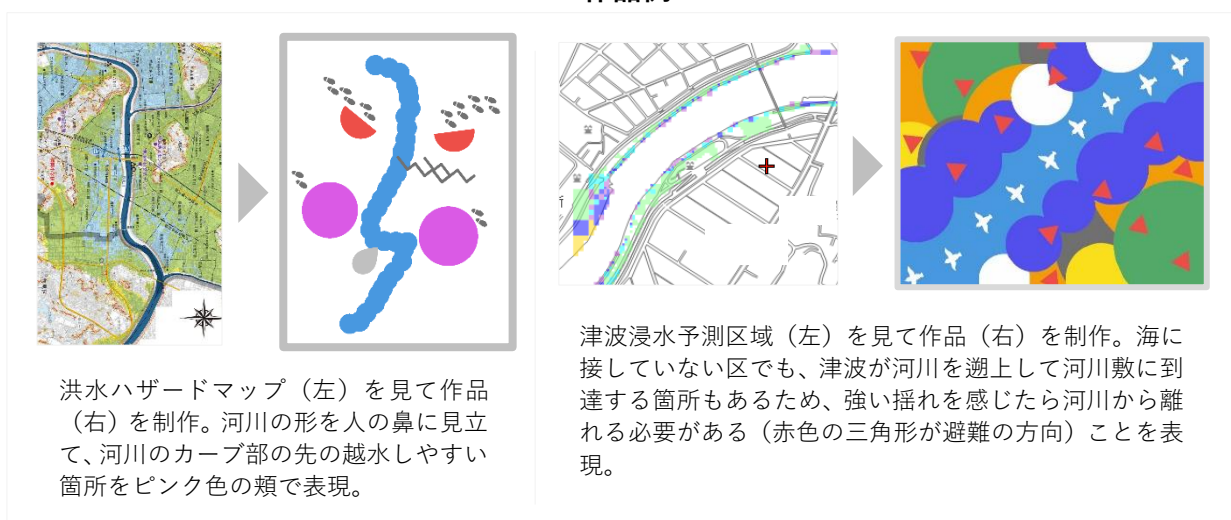 洪水ハザードマップ（左）を見て作品
（右）を制作。河川の形を人の鼻に見立
て、河川のカーブ部の先の越水しやすい
箇所をピンク色の頬で表現。
津波浸水予測区域（左）を見て作品（右）を制作。海に
接していない区でも、津波が河川を遡上して河川敷に到
達する箇所もあるため、強い揺れを感じたら河川から離
れる必要がある（赤色の三角形が避難の方向）ことを表
現。